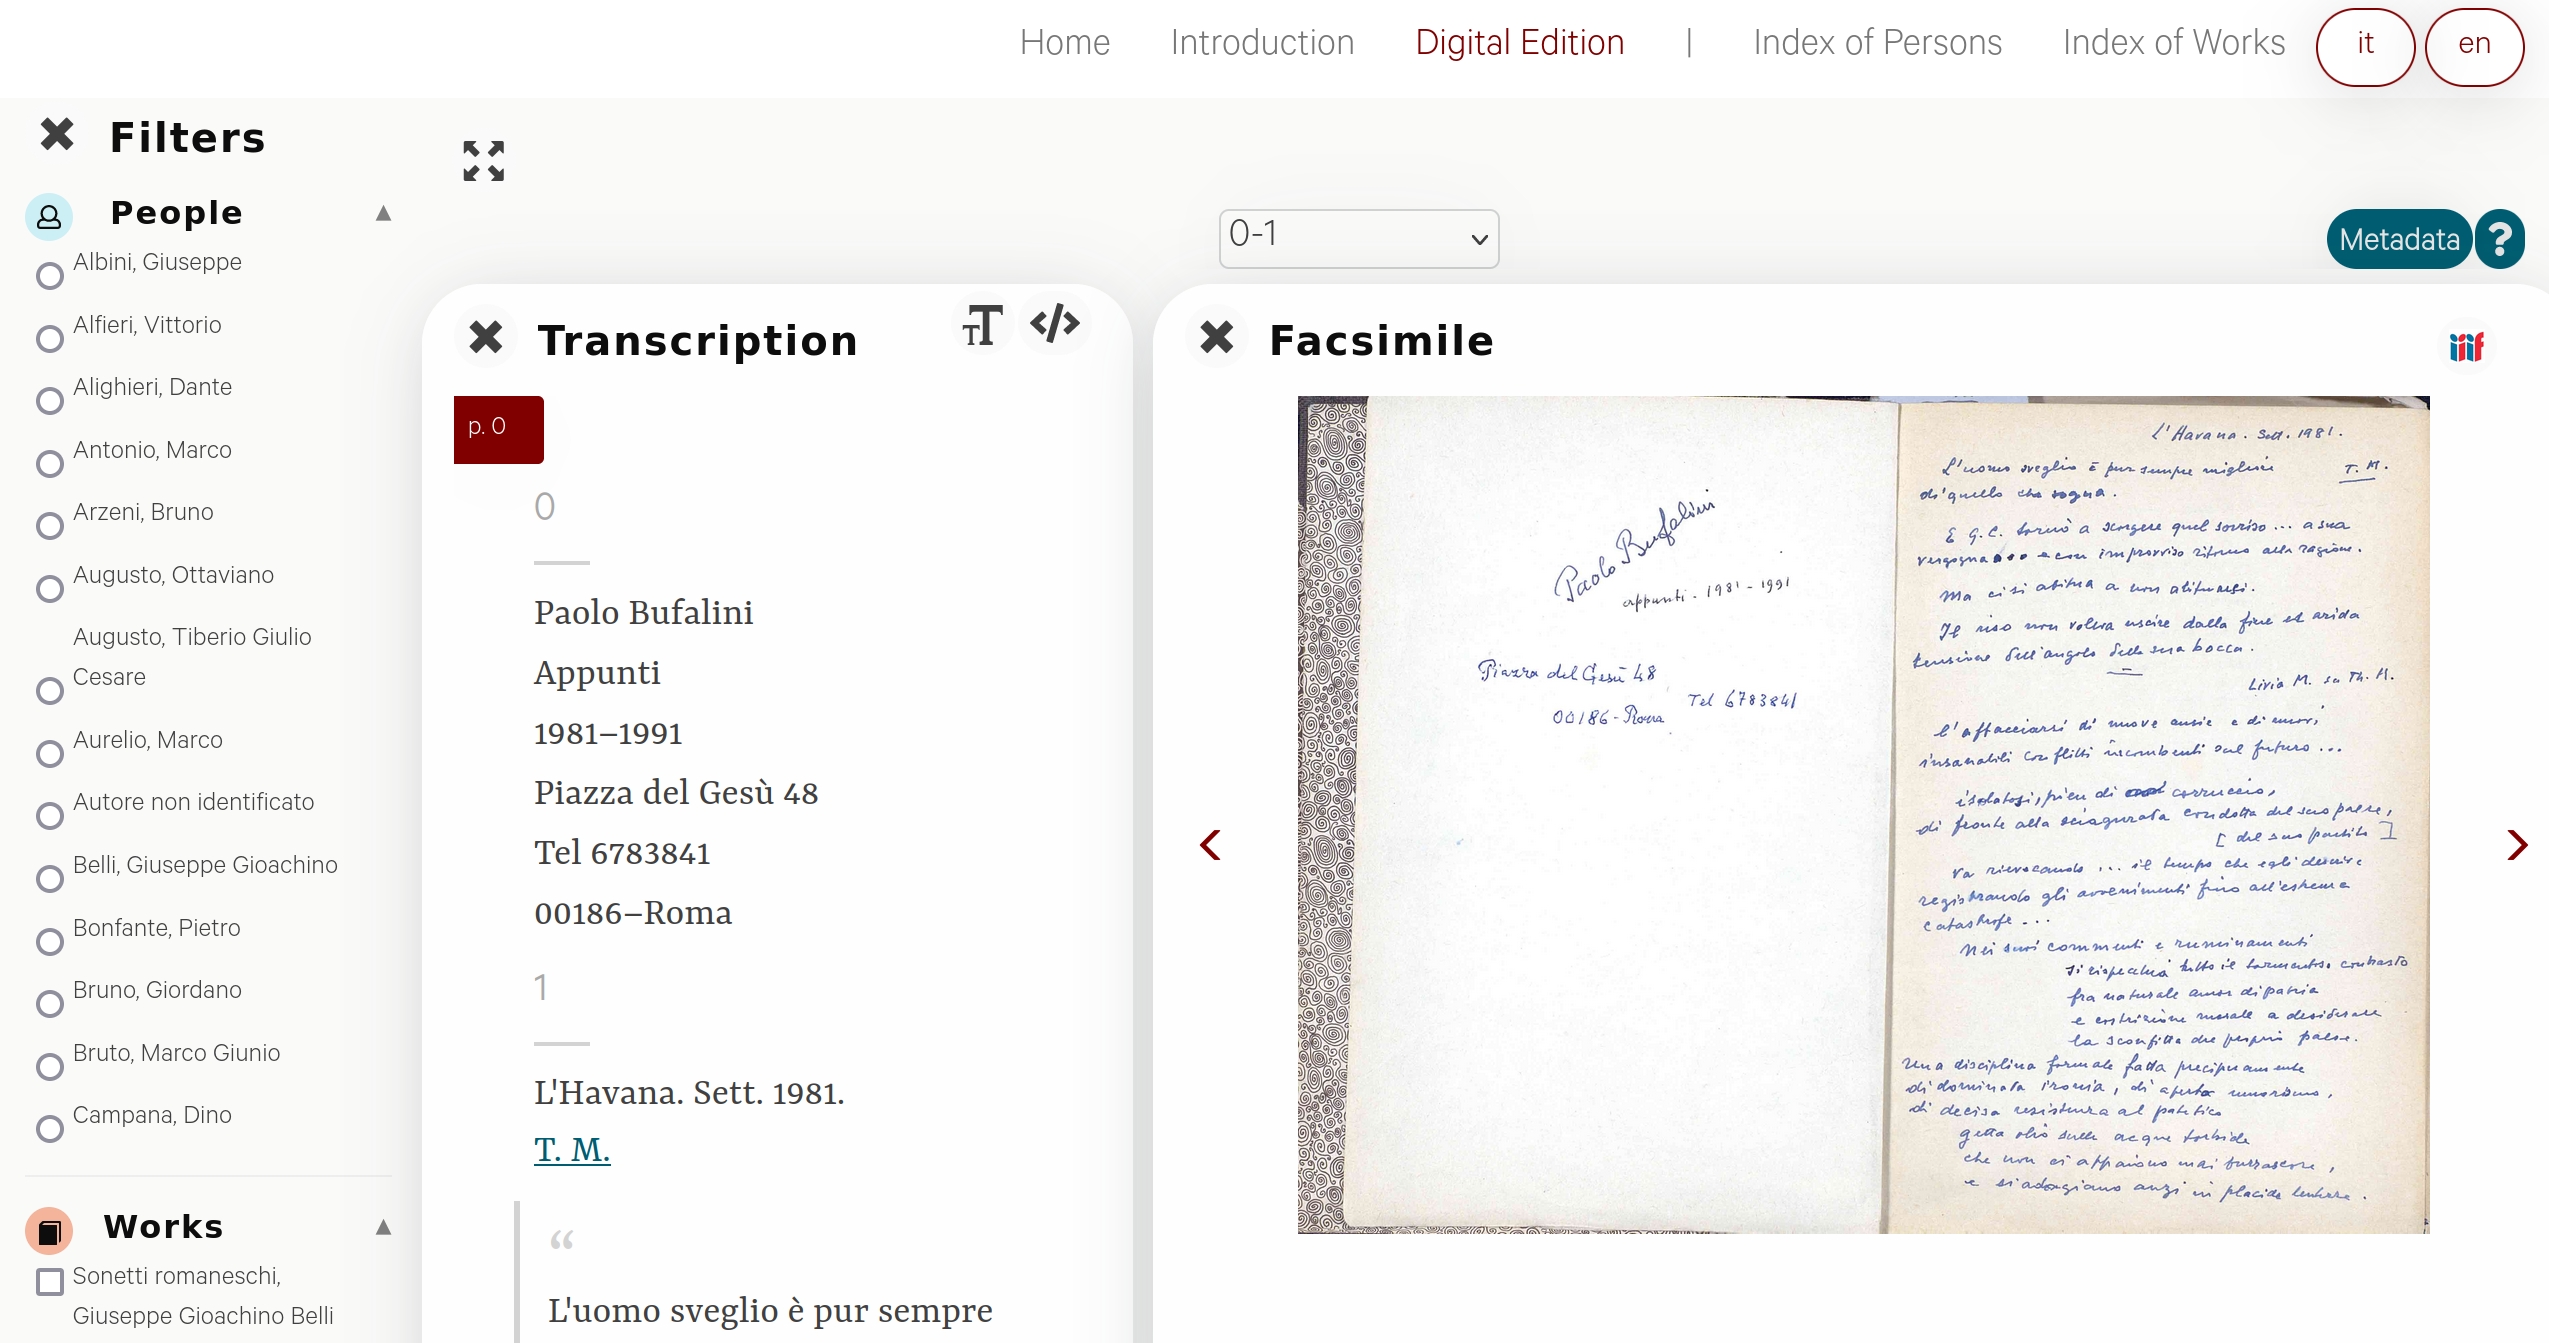 Home Introduction Digital Edition | Index of Persons Index of Works it en
Filters
People ▲
Albini, Giuseppe
Alfieri, Vittorio
Alighieri, Dante
Antonio, Marco
Arzeni, Bruno
Augusto, Ottaviano
Augusto, Tiberio Giulio
Cesare
Aurelio, Marco
Autore non identificato
Belli, Giuseppe Gioachino
Bonfante, Pietro
Bruno, Giordano
Bruto, Marco Giunio
Campana, Dino
Works ▲
Sonetti romaneschi,
Giuseppe Gioachino Belli
0-1
Metadata ?
Transcription
p. 0
0
Paolo Bufalini
Appunti
1981–1991
Piazza del Gesù 48
Tel 6783841
00186–Roma
1
L'Havana. Sett. 1981.
T. M.
“
L'uomo sveglio è pur sempre
Facsimile
iiif
Paolo Bufalini
appunti - 1981 - 1991
Piazza del Gesù 48
Tel 6783841
00186 - Roma
L'Havana. Sett. 1981.
T. M.
L'uomo sveglio è pur sempre migliore
di quello che sogna.
E G.C. tornò a scorgere quel sorriso... a sua
vergogna e con improvviso ritorno alla ragione.
Ma ci si abitua a non abituarsi.
Il riso non voleva uscire dalla fine ed arida
tensione dell'angolo della sua bocca.
Livia M. su Th. M.
l'affacciarsi di nuove ansie e di nuovi,
insanabili conflitti incombenti sul futuro...
isolatosi, pien di corruccio,
di fronte alla sciagurata condotta del suo paese,
[ del suo partito ]
va rievocando ... il tempo che egli descrive
registrando gli avvenimenti fino all'estrema
catastrofe ...
Nei suoi commenti e ruminamenti
si rispecchia tutto il tormentoso contrasto
fra naturale amor di patria
e costrizione morale a desiderare
la sconfitta del proprio paese.
Una disciplina formale fatta precipuamente
di dominata ironia, di aperto umorismo,
di decisa resistenza al patetico
getta olio sulle acque torbide
che non ci appaiono mai burrascose,
e si adagiano anzi in placida